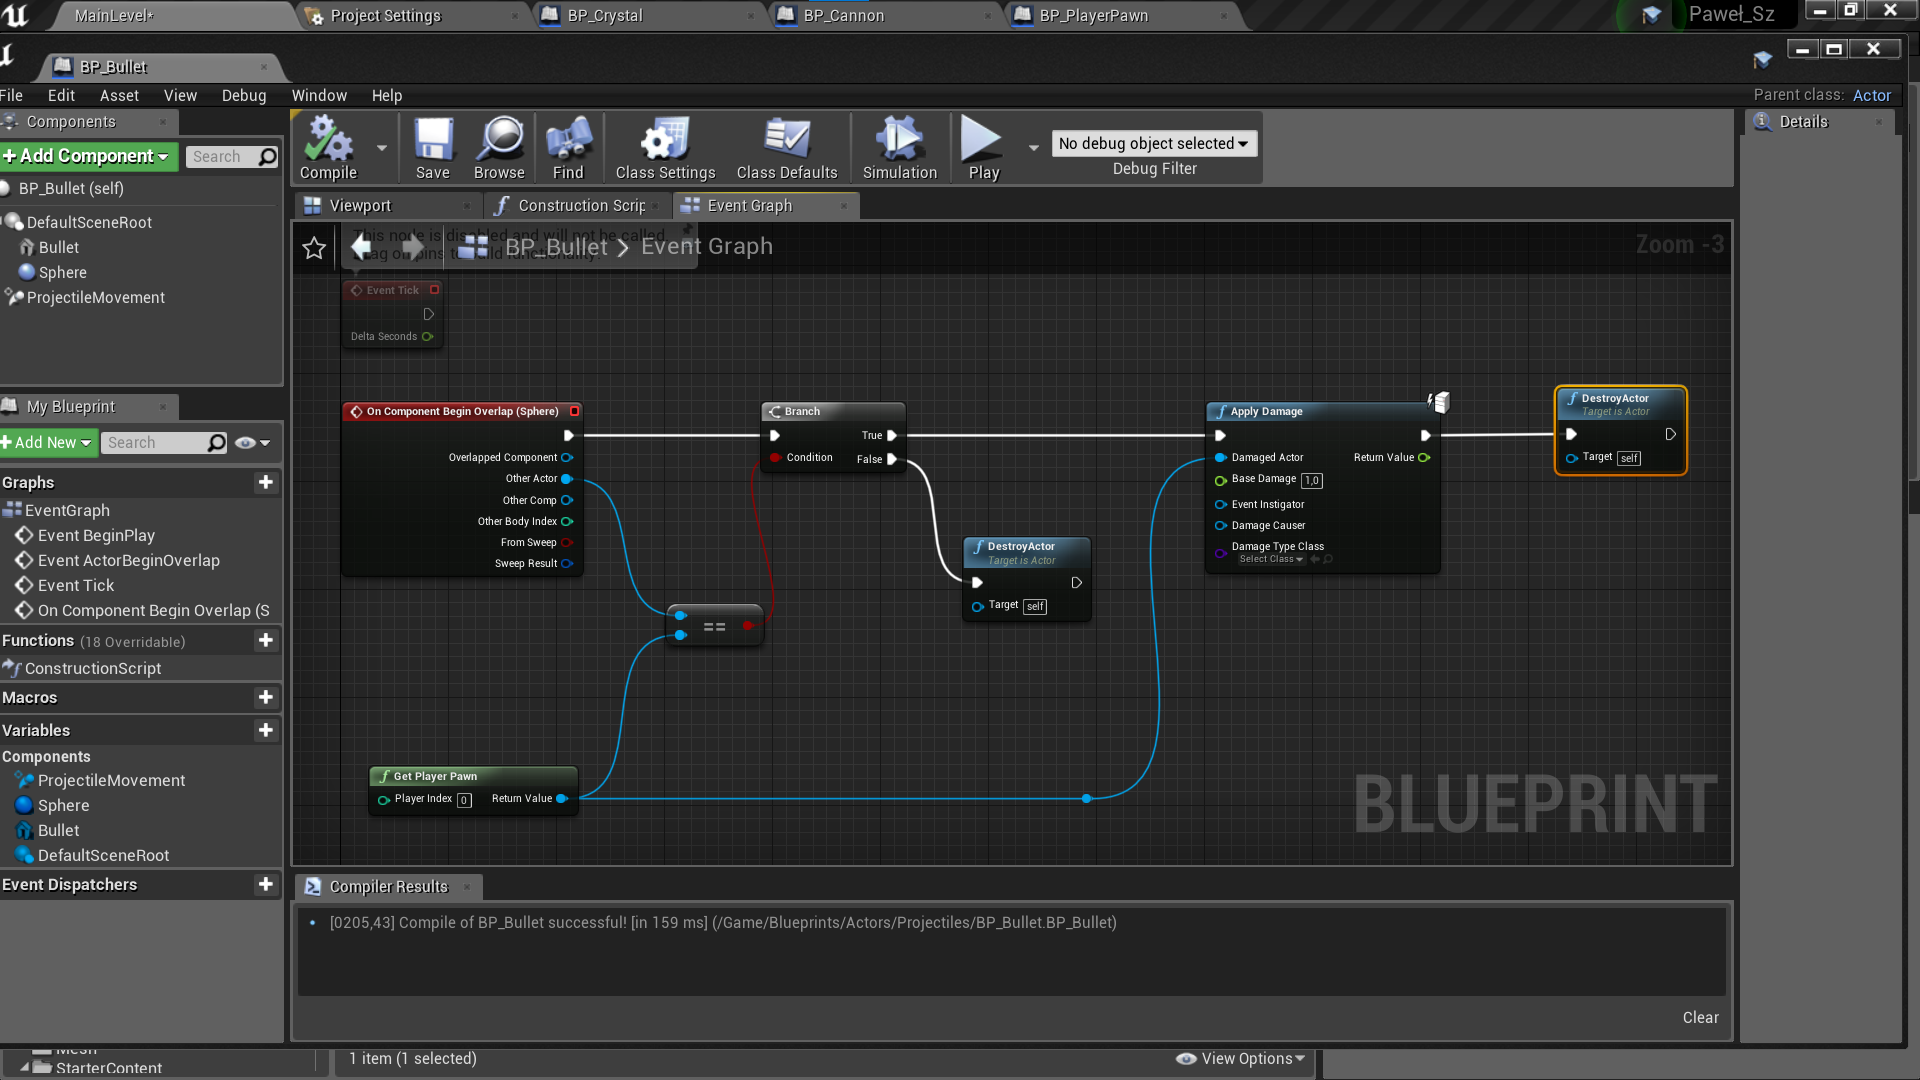 MainLevel*
Project Settings
BP_Crystal
BP_Cannon
BP_PlayerPawn
Paweł_Sz
BP_Bullet
File Edit Asset View Debug Window Help
Parent class: Actor
Components
+ Add Component
Search
BP_Bullet (self)
DefaultSceneRoot
Bullet
Sphere
ProjectileMovement
My Blueprint
+ Add New
Search
Graphs
EventGraph
Event BeginPlay
Event ActorBeginOverlap
Event Tick
On Component Begin Overlap (S
Functions (18 Overridable)
ConstructionScript
Macros
Variables
Components
ProjectileMovement
Sphere
Bullet
DefaultSceneRoot
Event Dispatchers
Compile
Save
Browse
Find
Class Settings
Class Defaults
Simulation
Play
No debug object selected
Debug Filter
Details
Viewport
Construction Scrip
Event Graph
This node is disabled and will not be called.
BP_Bullet > Event Graph
Zoom -3
Event Tick
Delta Seconds
On Component Begin Overlap (Sphere)
Overlapped Component
Other Actor
Other Comp
Other Body Index
From Sweep
Sweep Result
Branch
True
Condition
False
==
Get Player Pawn
Player Index 0 Return Value
DestroyActor
Target is Actor
Target self
Apply Damage
Damaged Actor Return Value
Base Damage 1,0
Event Instigator
Damage Causer
Damage Type Class
Select Class
DestroyActor
Target is Actor
Target self
BLUEPRINT
Compiler Results
[0205,43] Compile of BP_Bullet successful! [in 159 ms] (/Game/Blueprints/Actors/Projectiles/BP_Bullet.BP_Bullet)
Clear
StarterContent
1 item (1 selected)
View Options